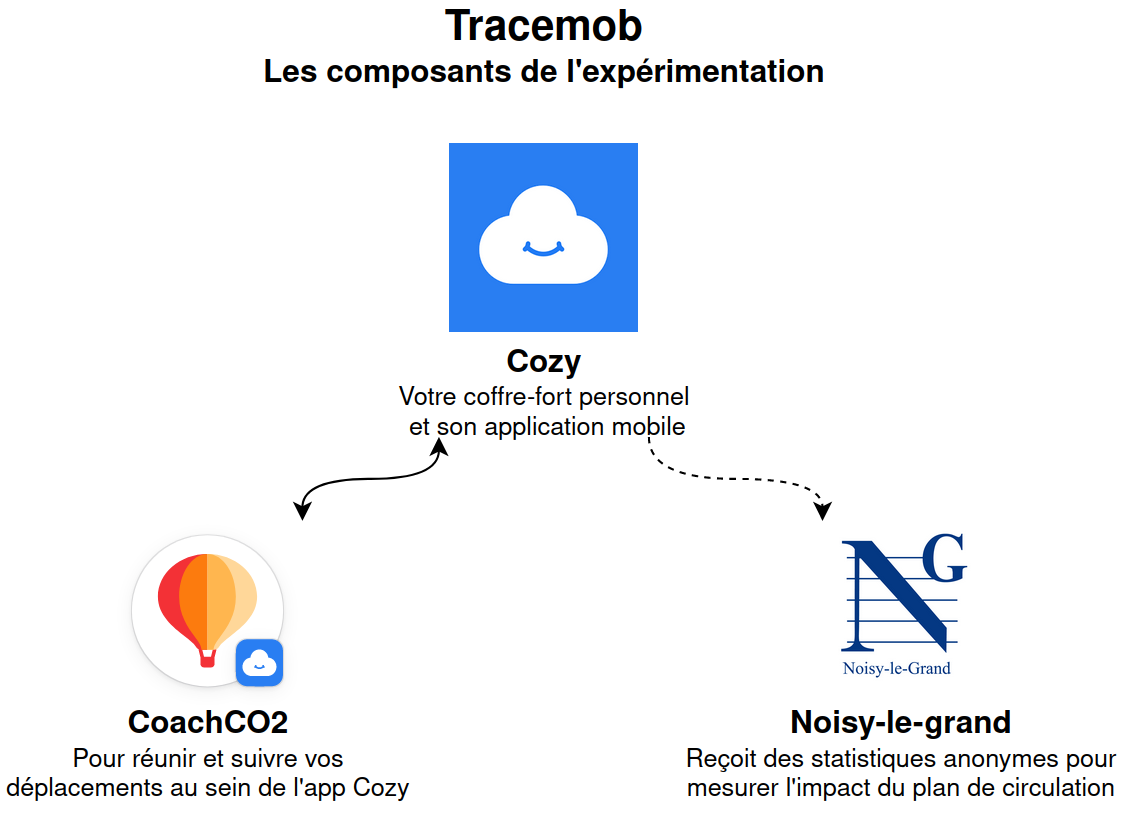 Tracemob
Les composants de l'expérimentation
Cozy
Votre coffre-fort personnel
et son application mobile
NG
Noisy-le-Grand
CoachCO2
Pour réunir et suivre vos
déplacements au sein de l'app Cozy
Noisy-le-grand
Reçoit des statistiques anonymes pour
mesurer l'impact du plan de circulation